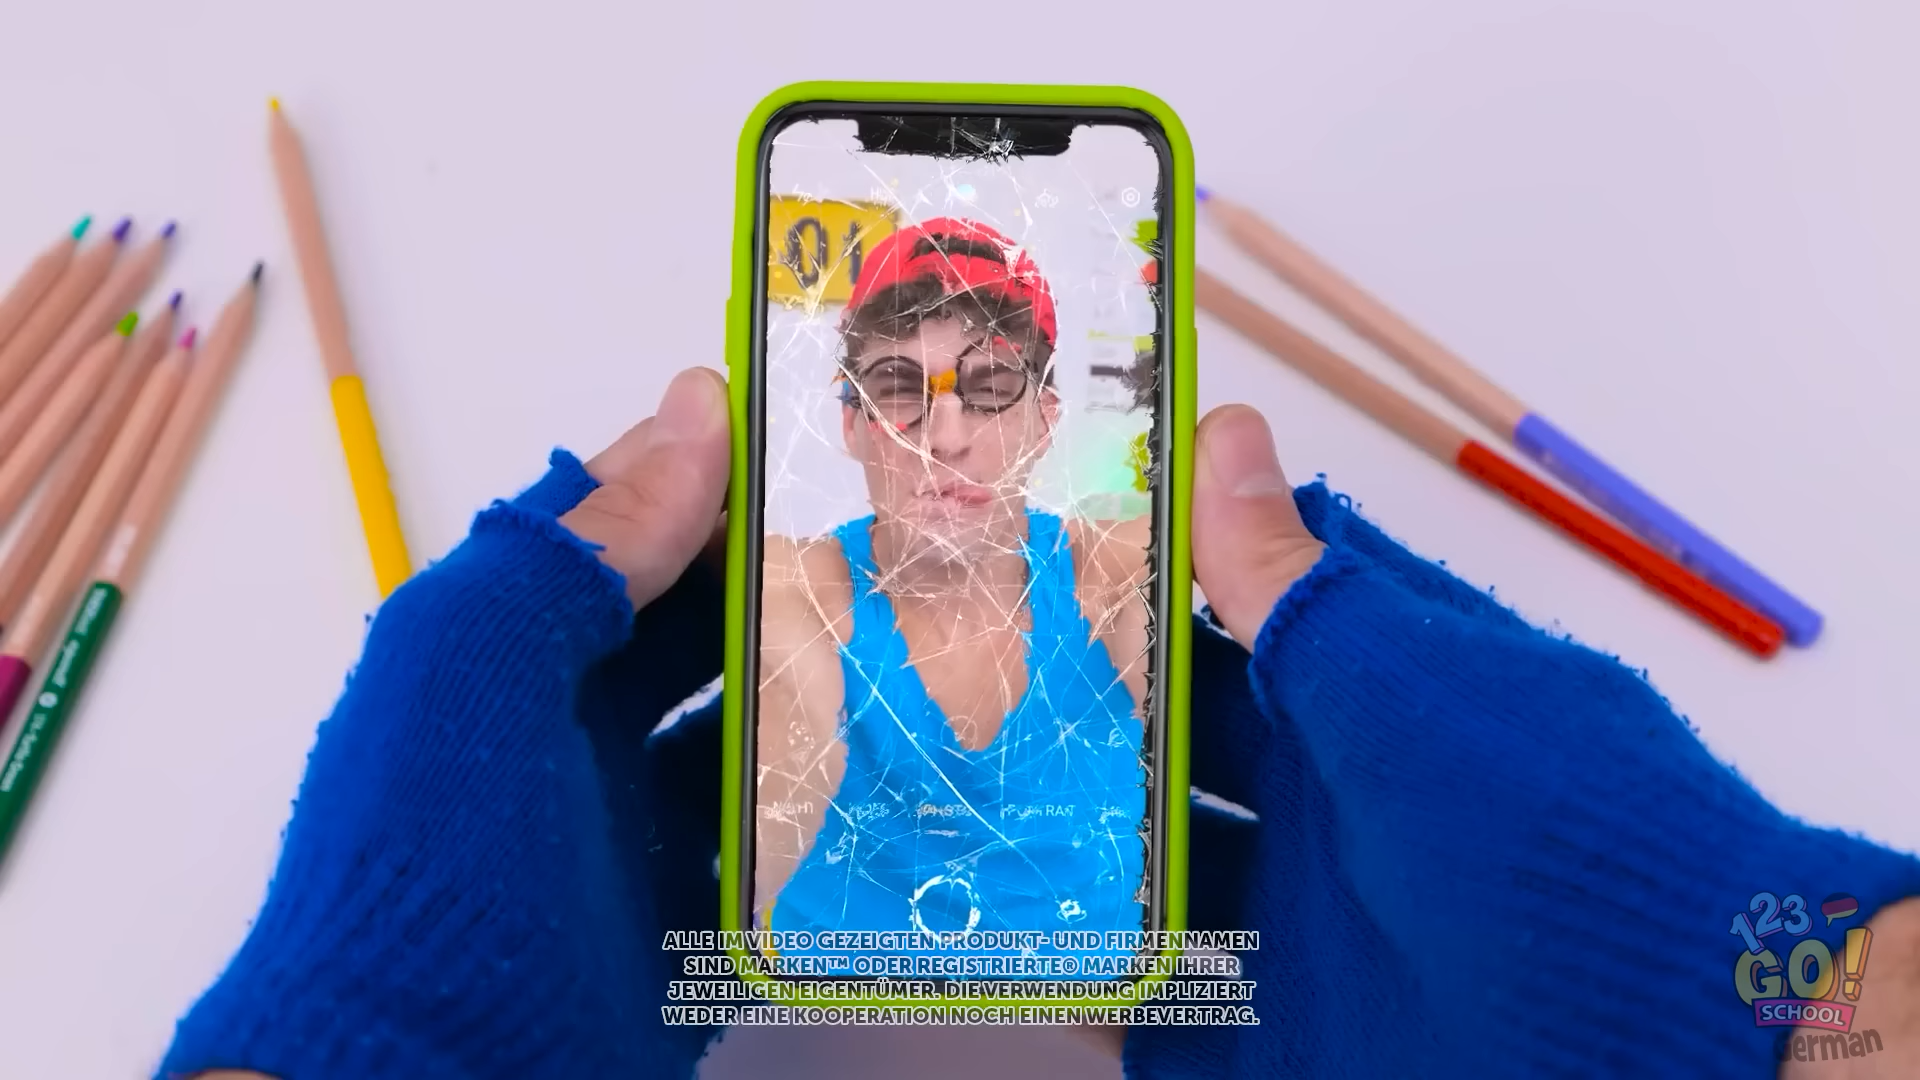 01
ALLE IM VIDEO GEZEIGTEN PRODUKT- UND FIRMENNAMEN
SIND MARKEN™ ODER REGISTRIERTE® MARKEN IHRER
JEWEILIGEN EIGENTÜMER. DIE VERWENDUNG IMPLIZIERT
WEDER EINE KOOPERATION NOCH EINEN WERBEVERTRAG.
123
GO!
SCHOOL
German